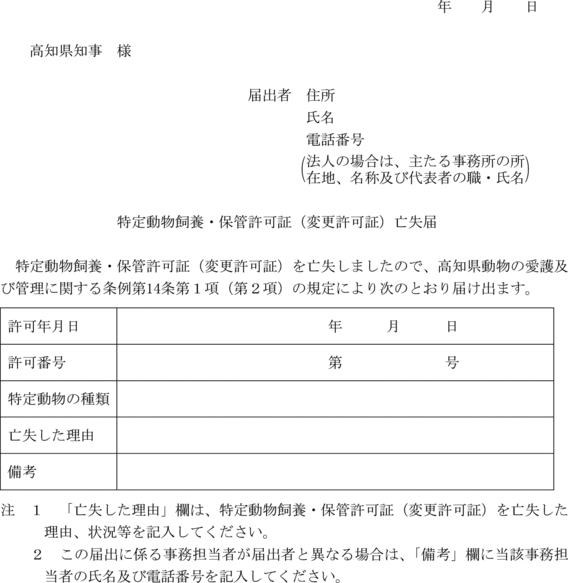 年　　月　　日
高知県知事　様
届出者　住所
氏名
電話番号
(法人の場合は、主たる事務所の所
在地、名称及び代表者の職・氏名)
特定動物飼養・保管許可証（変更許可証）亡失届
特定動物飼養・保管許可証（変更許可証）を亡失しましたので、高知県動物の愛護及
び管理に関する条例第14条第１項（第２項）の規定により次のとおり届け出ます。
許可年月日　年　　月　　日
許可番号　第　　　号
特定動物の種類
亡失した理由
備考
注　１　「亡失した理由」欄は、特定動物飼養・保管許可証（変更許可証）を亡失した
理由、状況等を記入してください。
２　この届出に係る事務担当者が届出者と異なる場合は、「備考」欄に当該事務担
当者の氏名及び電話番号を記入してください。